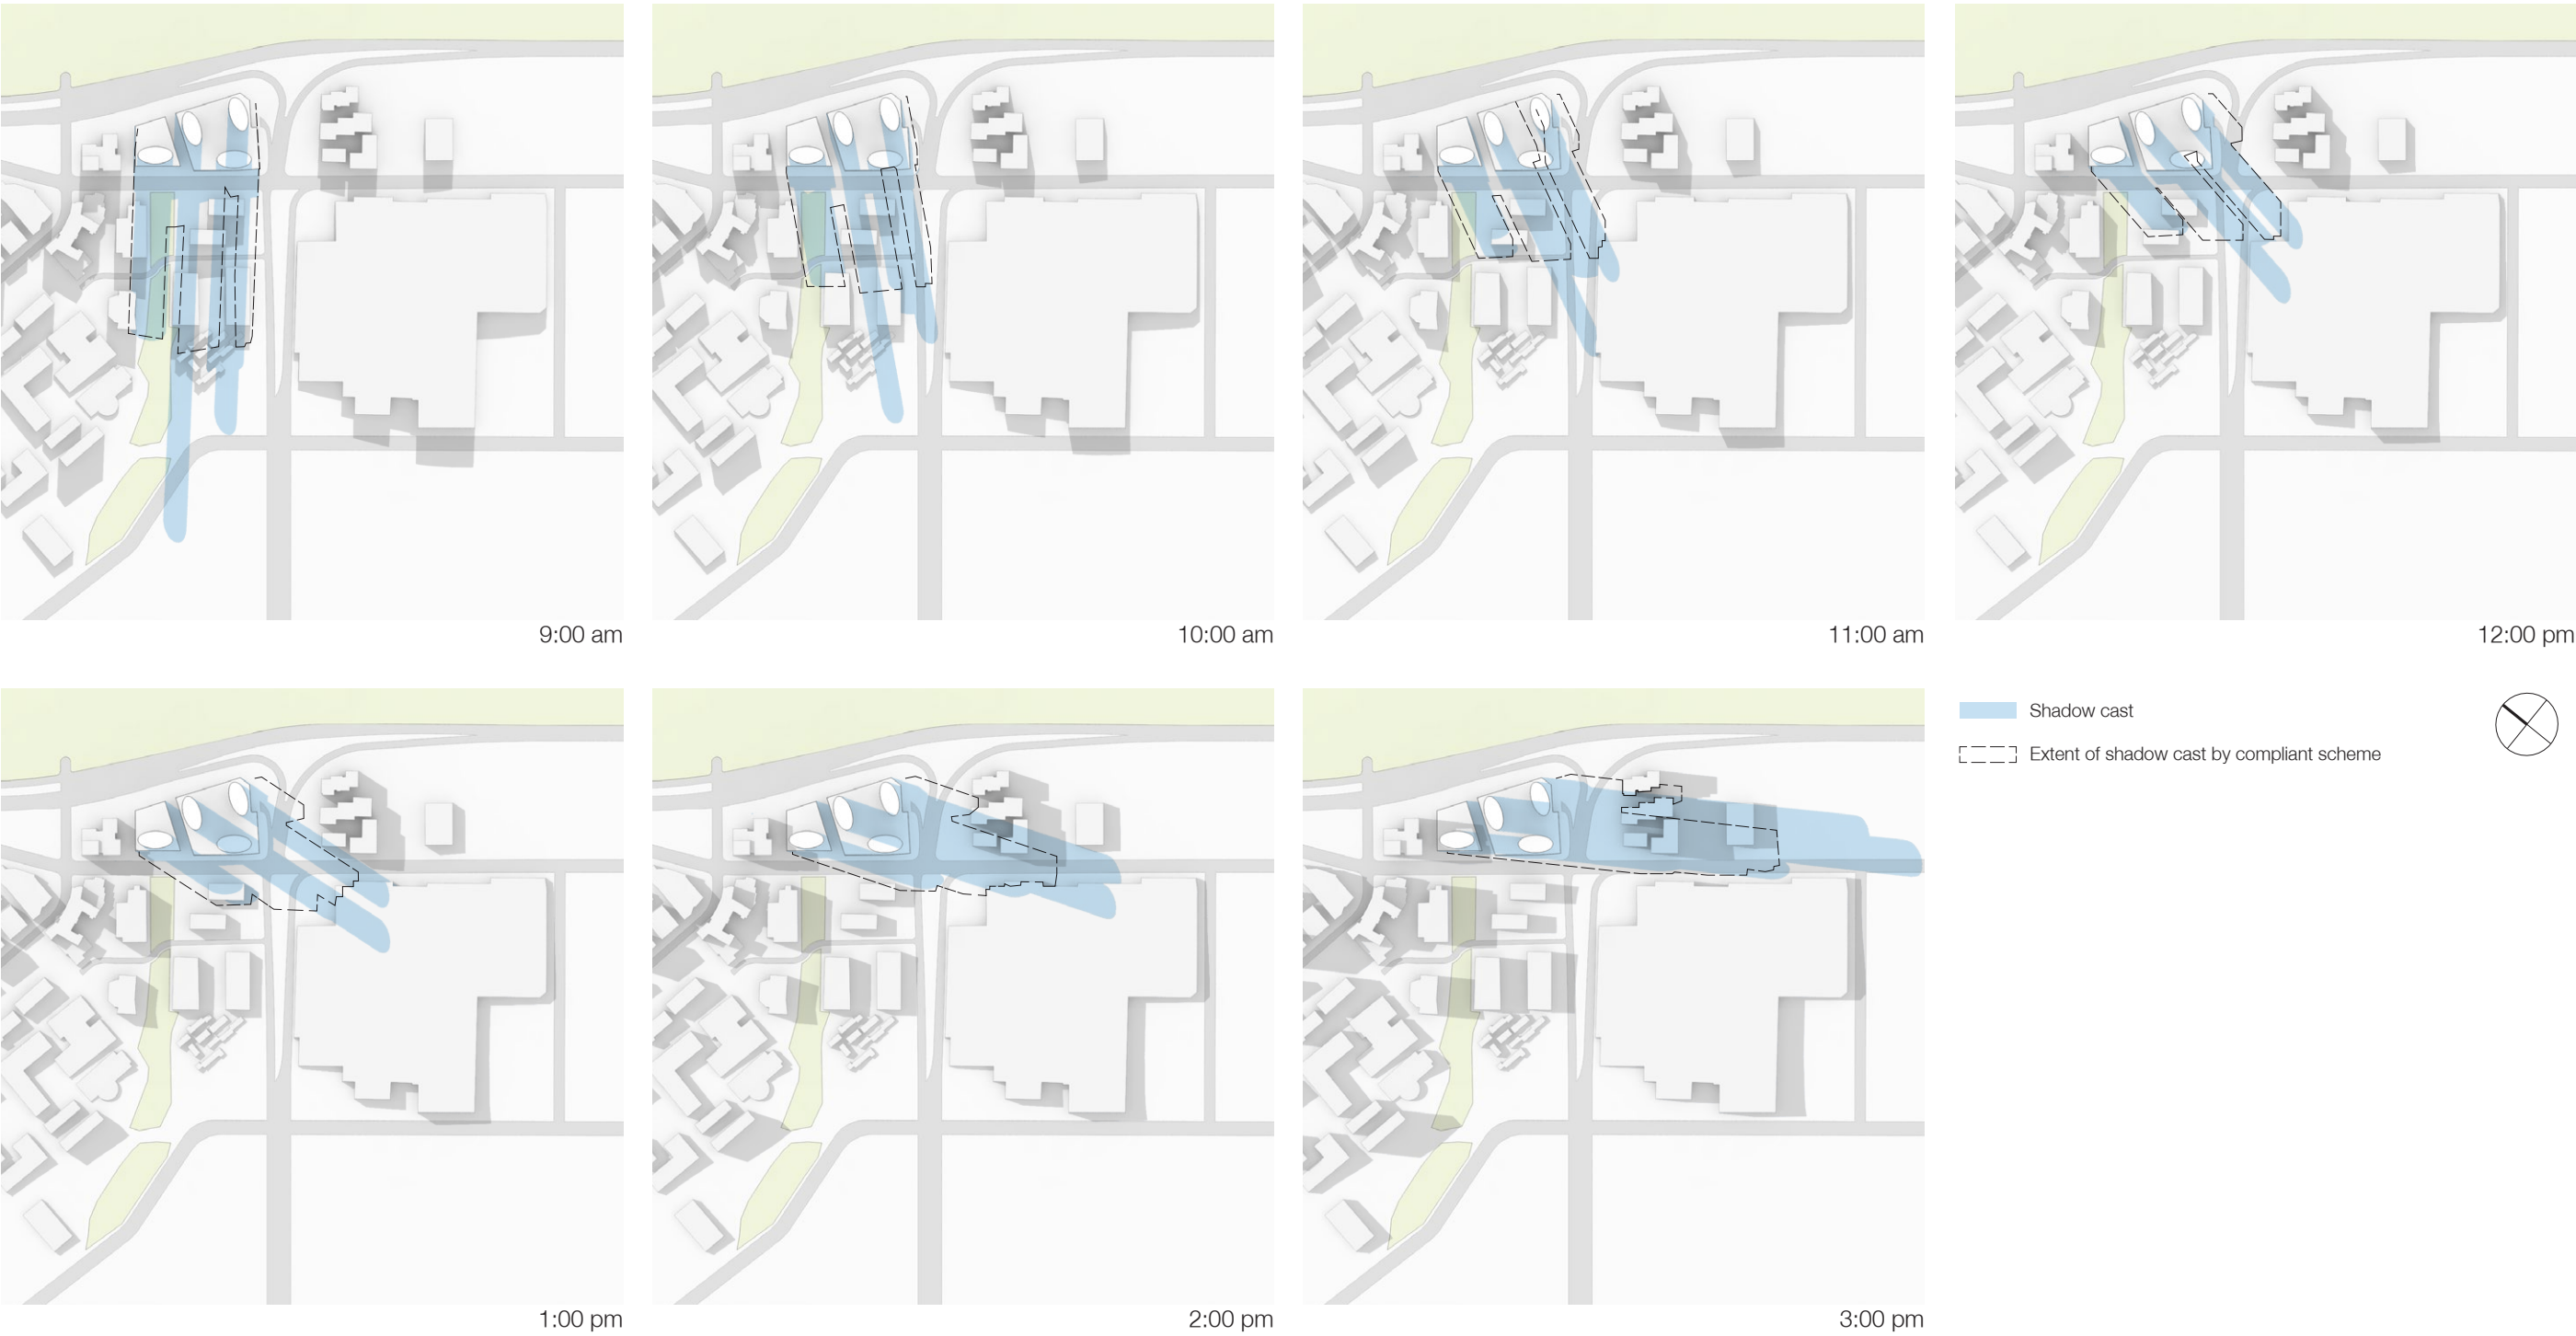 9:00 am
10:00 am
11:00 am
12:00 pm
Shadow cast
Extent of shadow cast by compliant scheme
1:00 pm
2:00 pm
3:00 pm